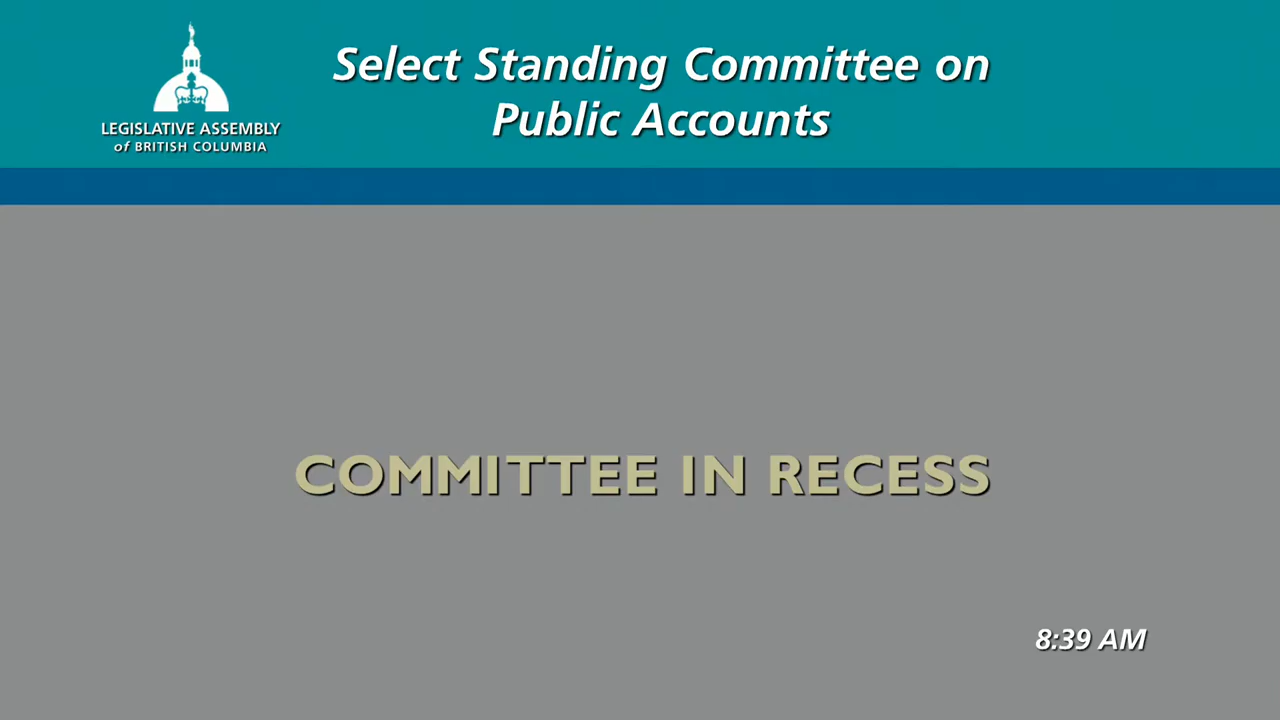 Select Standing Committee on
Public Accounts
LEGISLATIVE ASSEMBLY
of BRITISH COLUMBIA
COMMITTEE IN RECESS
8:39 AM